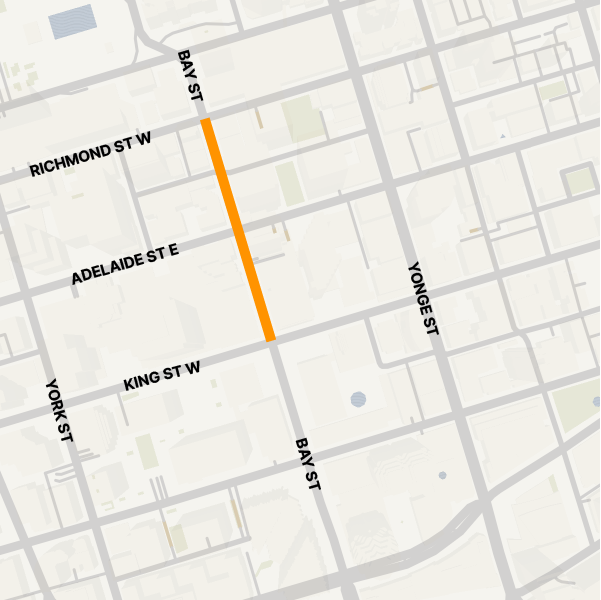 BAY ST
RICHMOND ST W
ADELAIDE ST E
YONGE ST
KING ST W
YORK ST
BAY ST